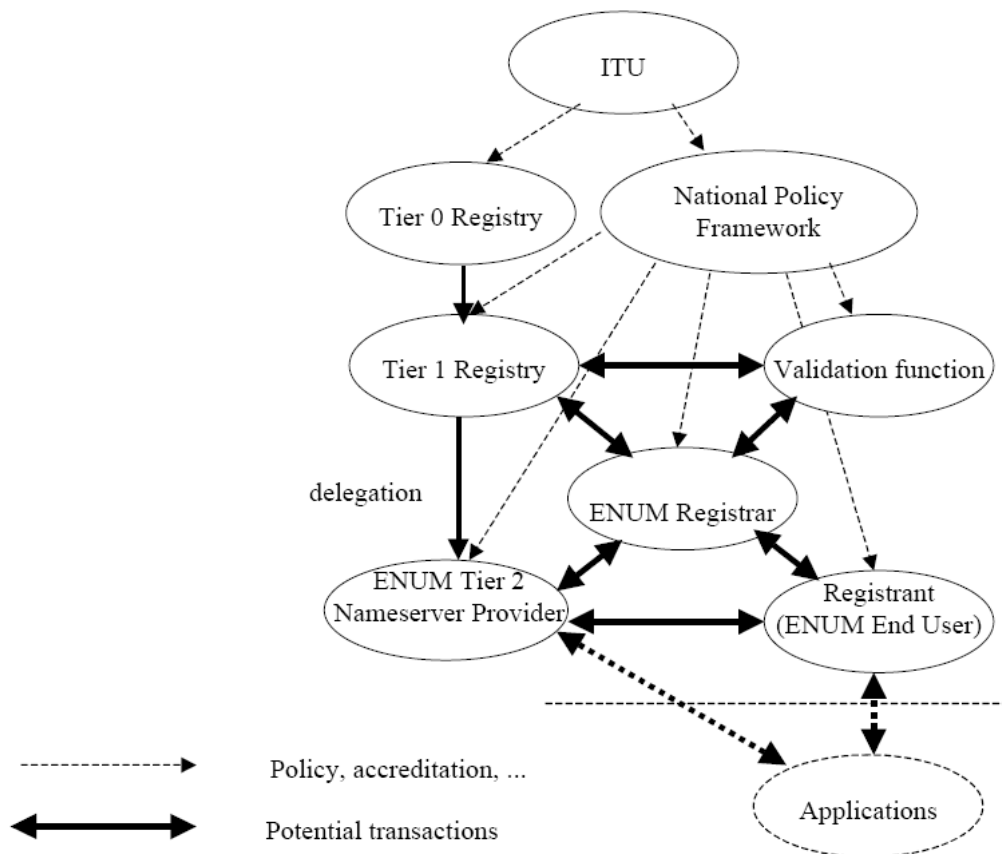 ITU
Tier 0 Registry
National Policy
Framework
Tier 1 Registry
Validation function
delegation
ENUM Registrar
ENUM Tier 2
Nameserver Provider
Registrant
(ENUM End User)
Policy, accreditation, ...
Applications
Potential transactions